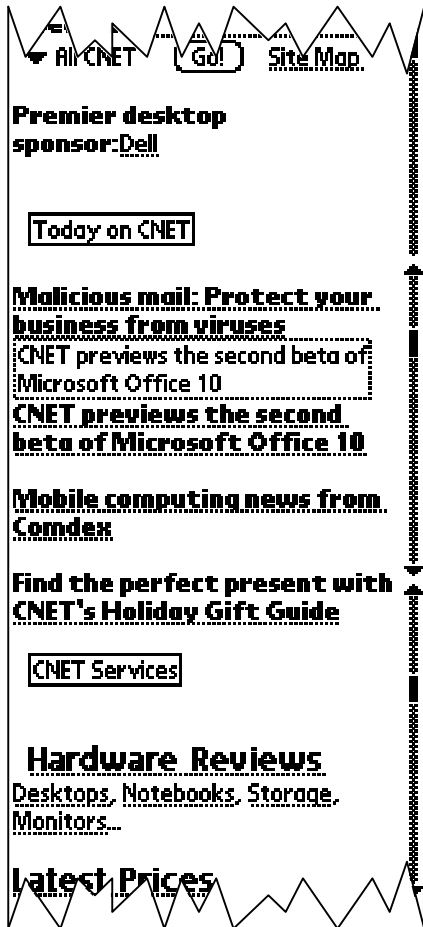 All CNET Go! Site Map
Premier desktop
sponsor:Dell
Today on CNET
Malicious mail: Protect your
business from viruses
CNET previews the second beta of
Microsoft Office 10
CNET previews the second
beta of Microsoft Office 10
Mobile computing news from
Comdex
Find the perfect present with
CNET's Holiday Gift Guide
CNET Services
Hardware Reviews
Desktops, Notebooks, Storage,
Monitors...
Latest Prices